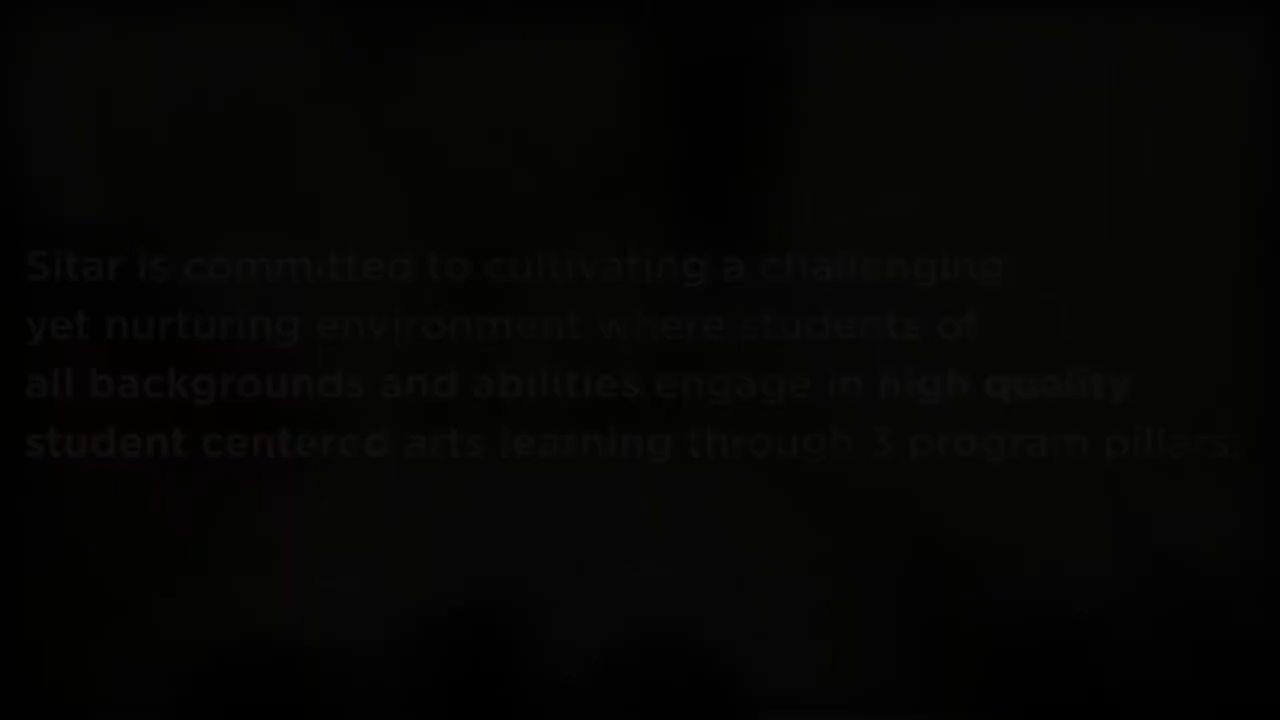 Sitar is committed to cultivating a challenging
yet nurturing environment where students of
all backgrounds and abilities engage in high quality
student centered arts learning through 3 program pillars.